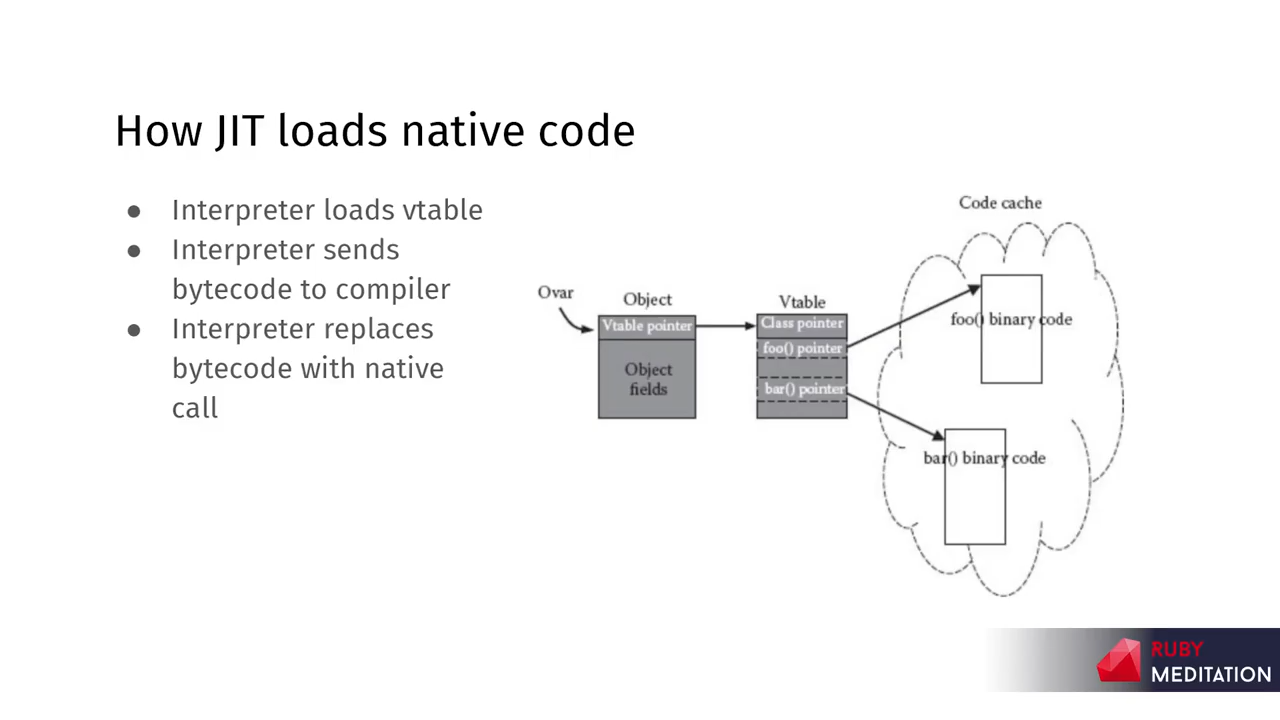 How JIT loads native code
● Interpreter loads vtable
● Interpreter sends
bytecode to compiler
● Interpreter replaces
bytecode with native
call
Code cache
Ovar
Object
Vtable
Vtable pointer
Class pointer
foo() pointer
foo() binary code
Object
fields
bar() pointer
bar() binary code
RUBY
MEDITATION